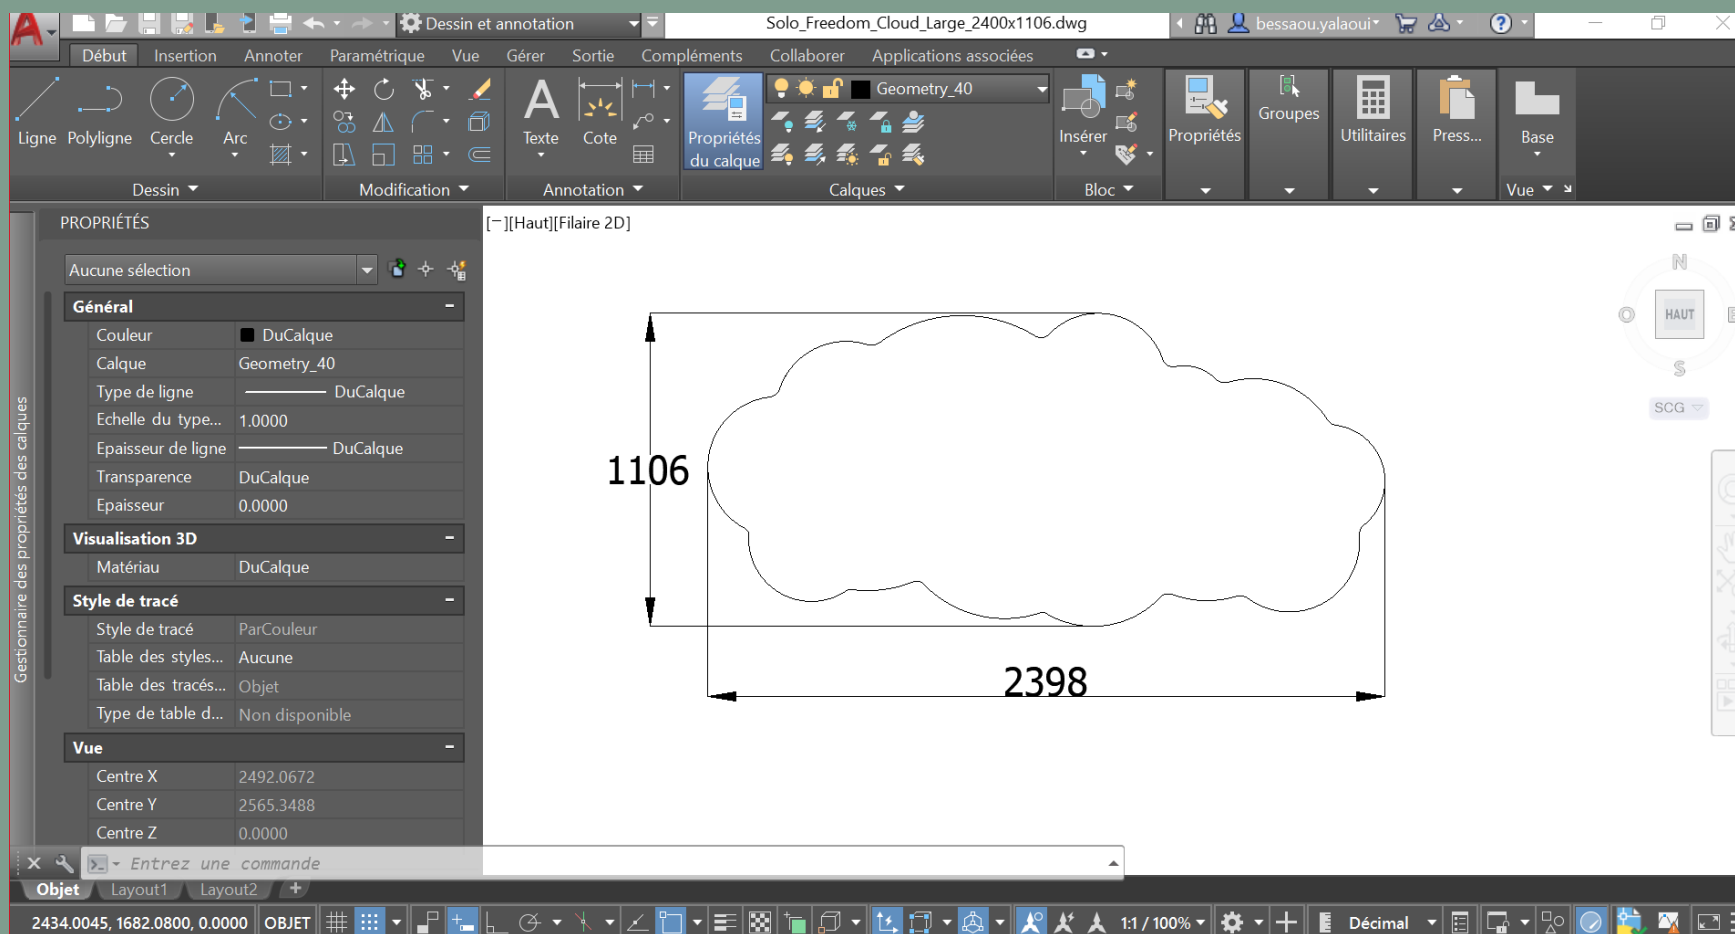 Dessin et annotation
Solo_Freedom_Cloud_Large_2400x1106.dwg
bessaou.yalaoui
Début Insertion Annoter Paramétrique Vue Gérer Sortie Compléments Collaborer Applications associées
Geometry_40
Ligne Polyligne Cercle Arc
Texte Cote
Propriétés
du calque
Insérer
Propriétés
Groupes
Utilitaires
Press...
Base
Dessin Modification Annotation Calques Bloc Vue
PROPRIÉTÉS
[−][Haut][Filaire 2D]
Aucune sélection
Général
Couleur DuCalque
Calque Geometry_40
Type de ligne DuCalque
Echelle du type... 1.0000
Epaisseur de ligne DuCalque
Transparence DuCalque
Epaisseur 0.0000
Visualisation 3D
Matériau DuCalque
Style de tracé
Style de tracé ParCouleur
Table des styles... Aucune
Table des tracés... Objet
Type de table d... Non disponible
Vue
Centre X 2492.0672
Centre Y 2565.3488
Centre Z 0.0000
Gestionnaire des propriétés des calques
1106
2398
N
O
HAUT
E
S
SCG
Entrez une commande
Objet Layout1 Layout2 +
2434.0045, 1682.0800, 0.0000 OBJET 1:1 / 100% Décimal